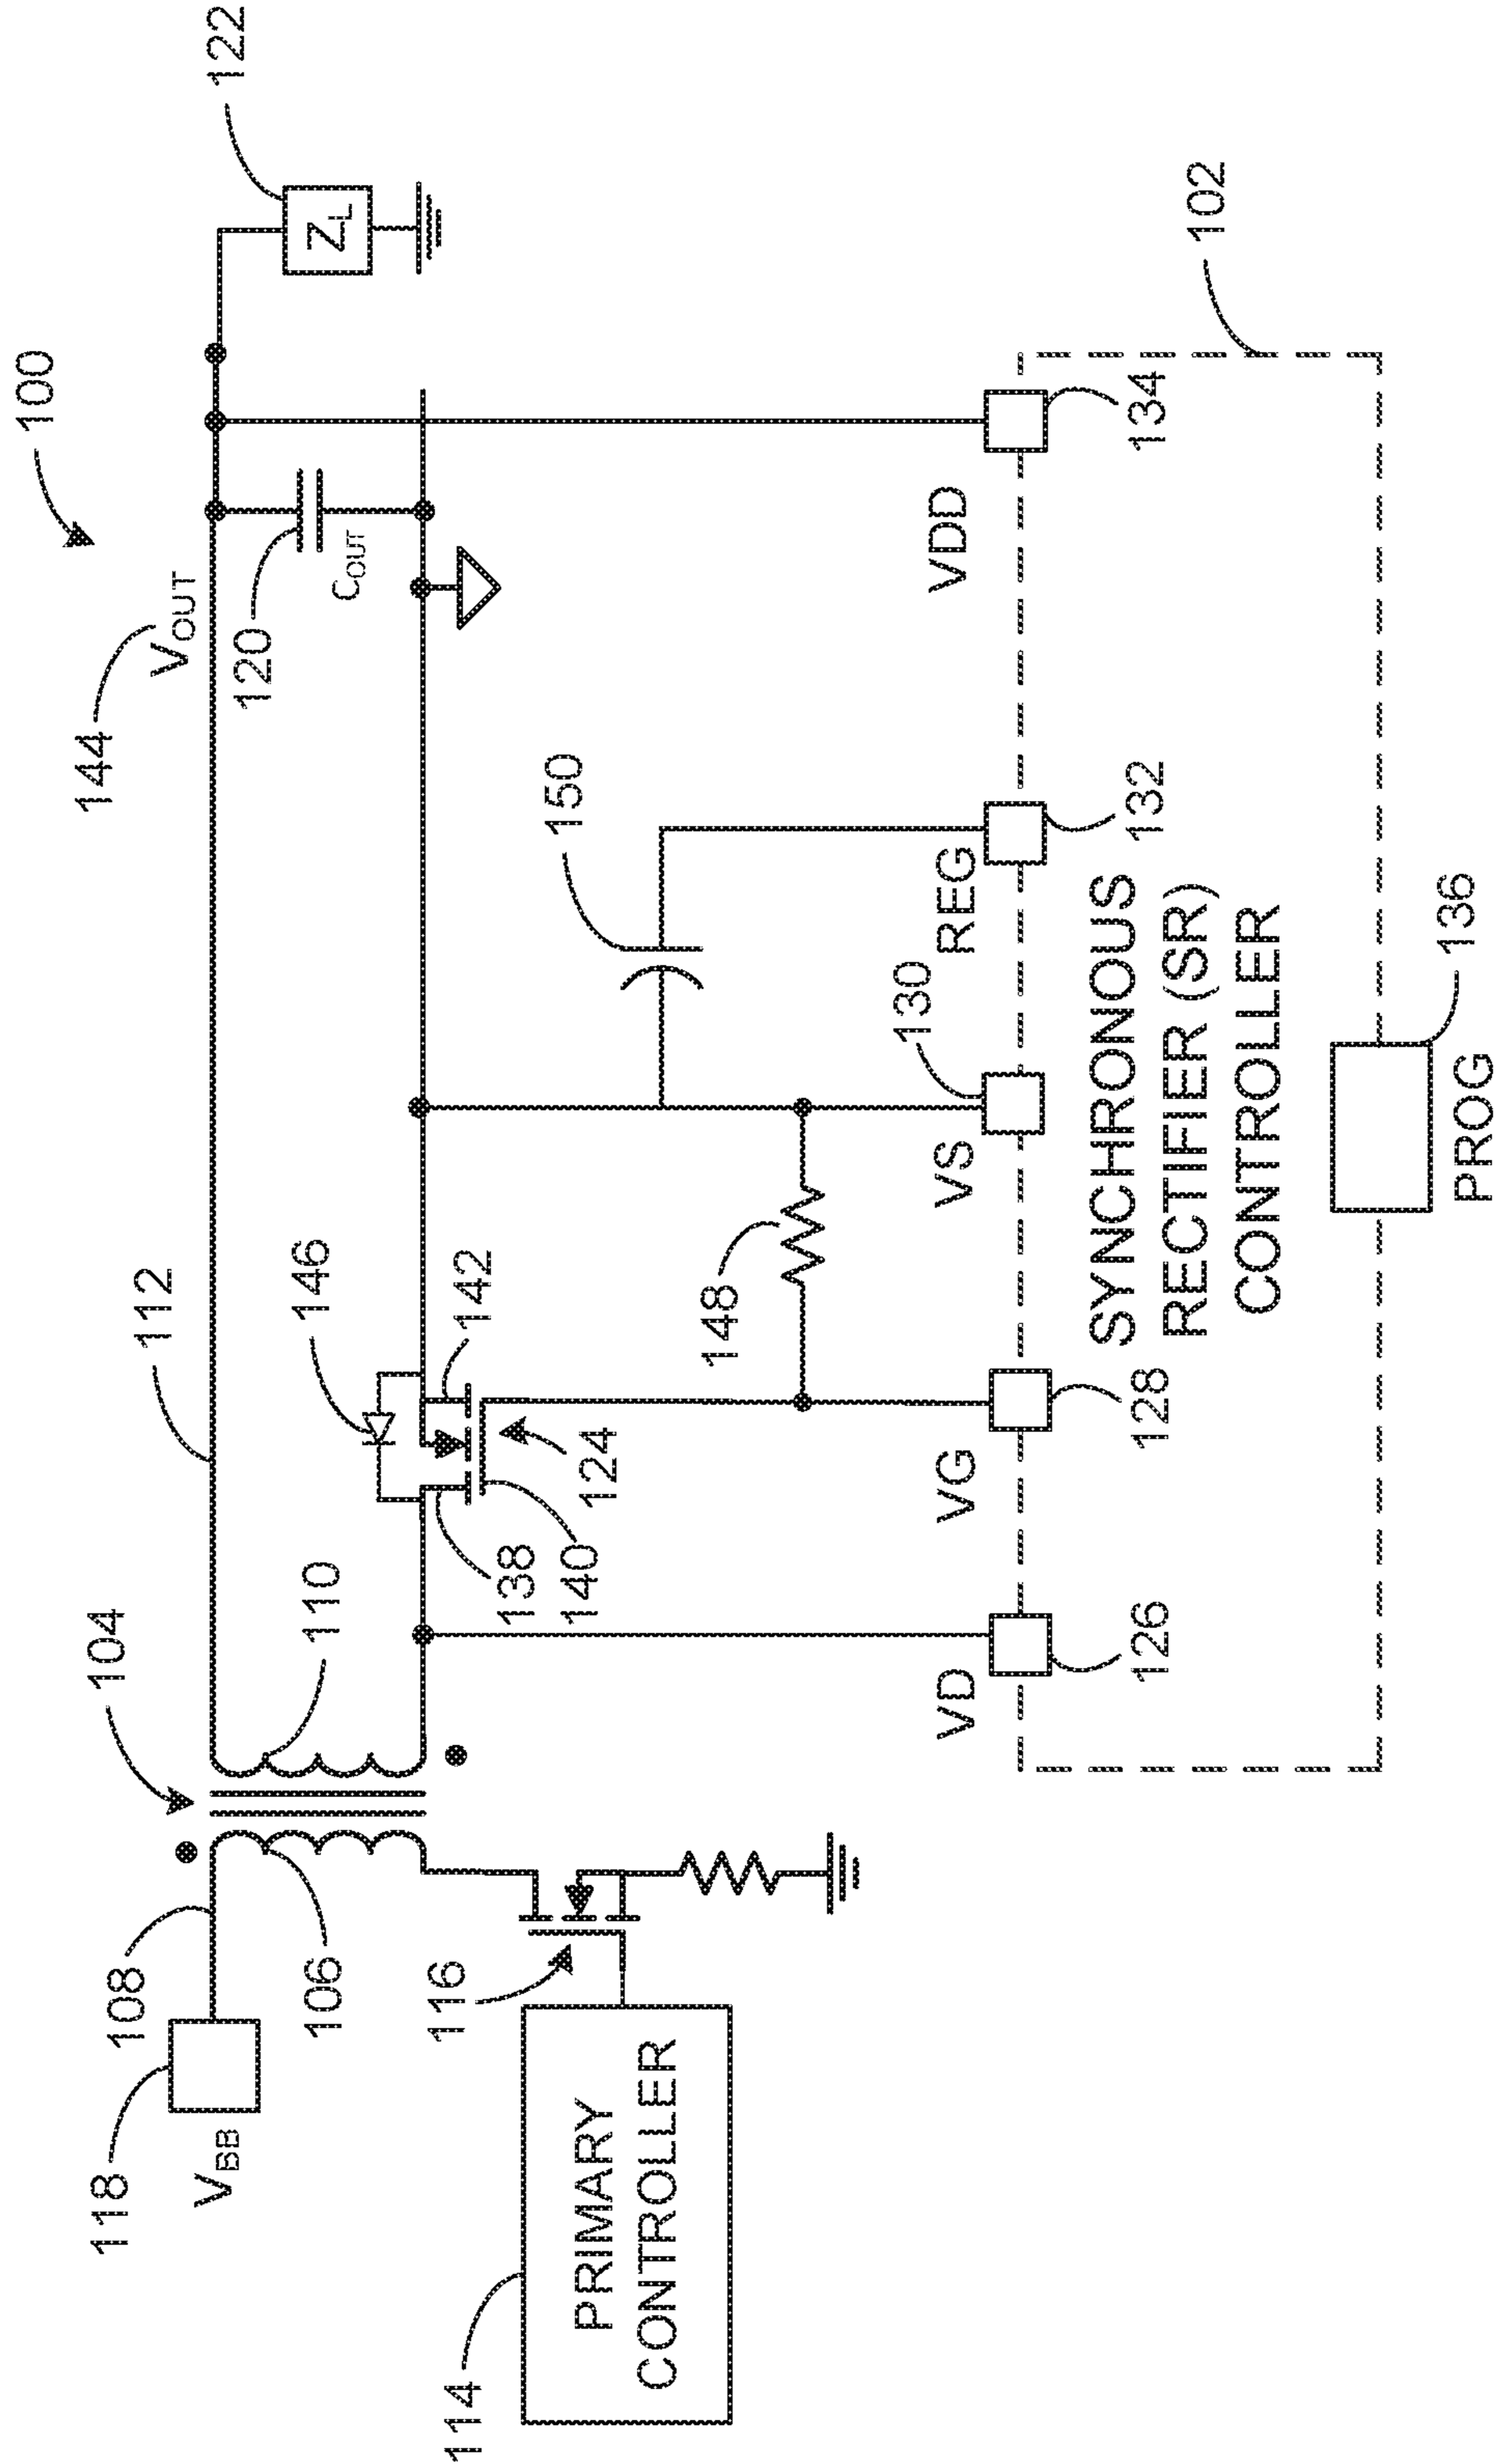 100
104
112
144
V_OUT
122
118
V_BB
108
106
110
146
120
C_OUT
Z_L
142
138
140
124
116
114
PRIMARY
CONTROLLER
148
150
130
VD
VG
VS
REG
VDD
126
128
132
134
102
SYNCHRONOUS
RECTIFIER (SR)
CONTROLLER
136
PROG